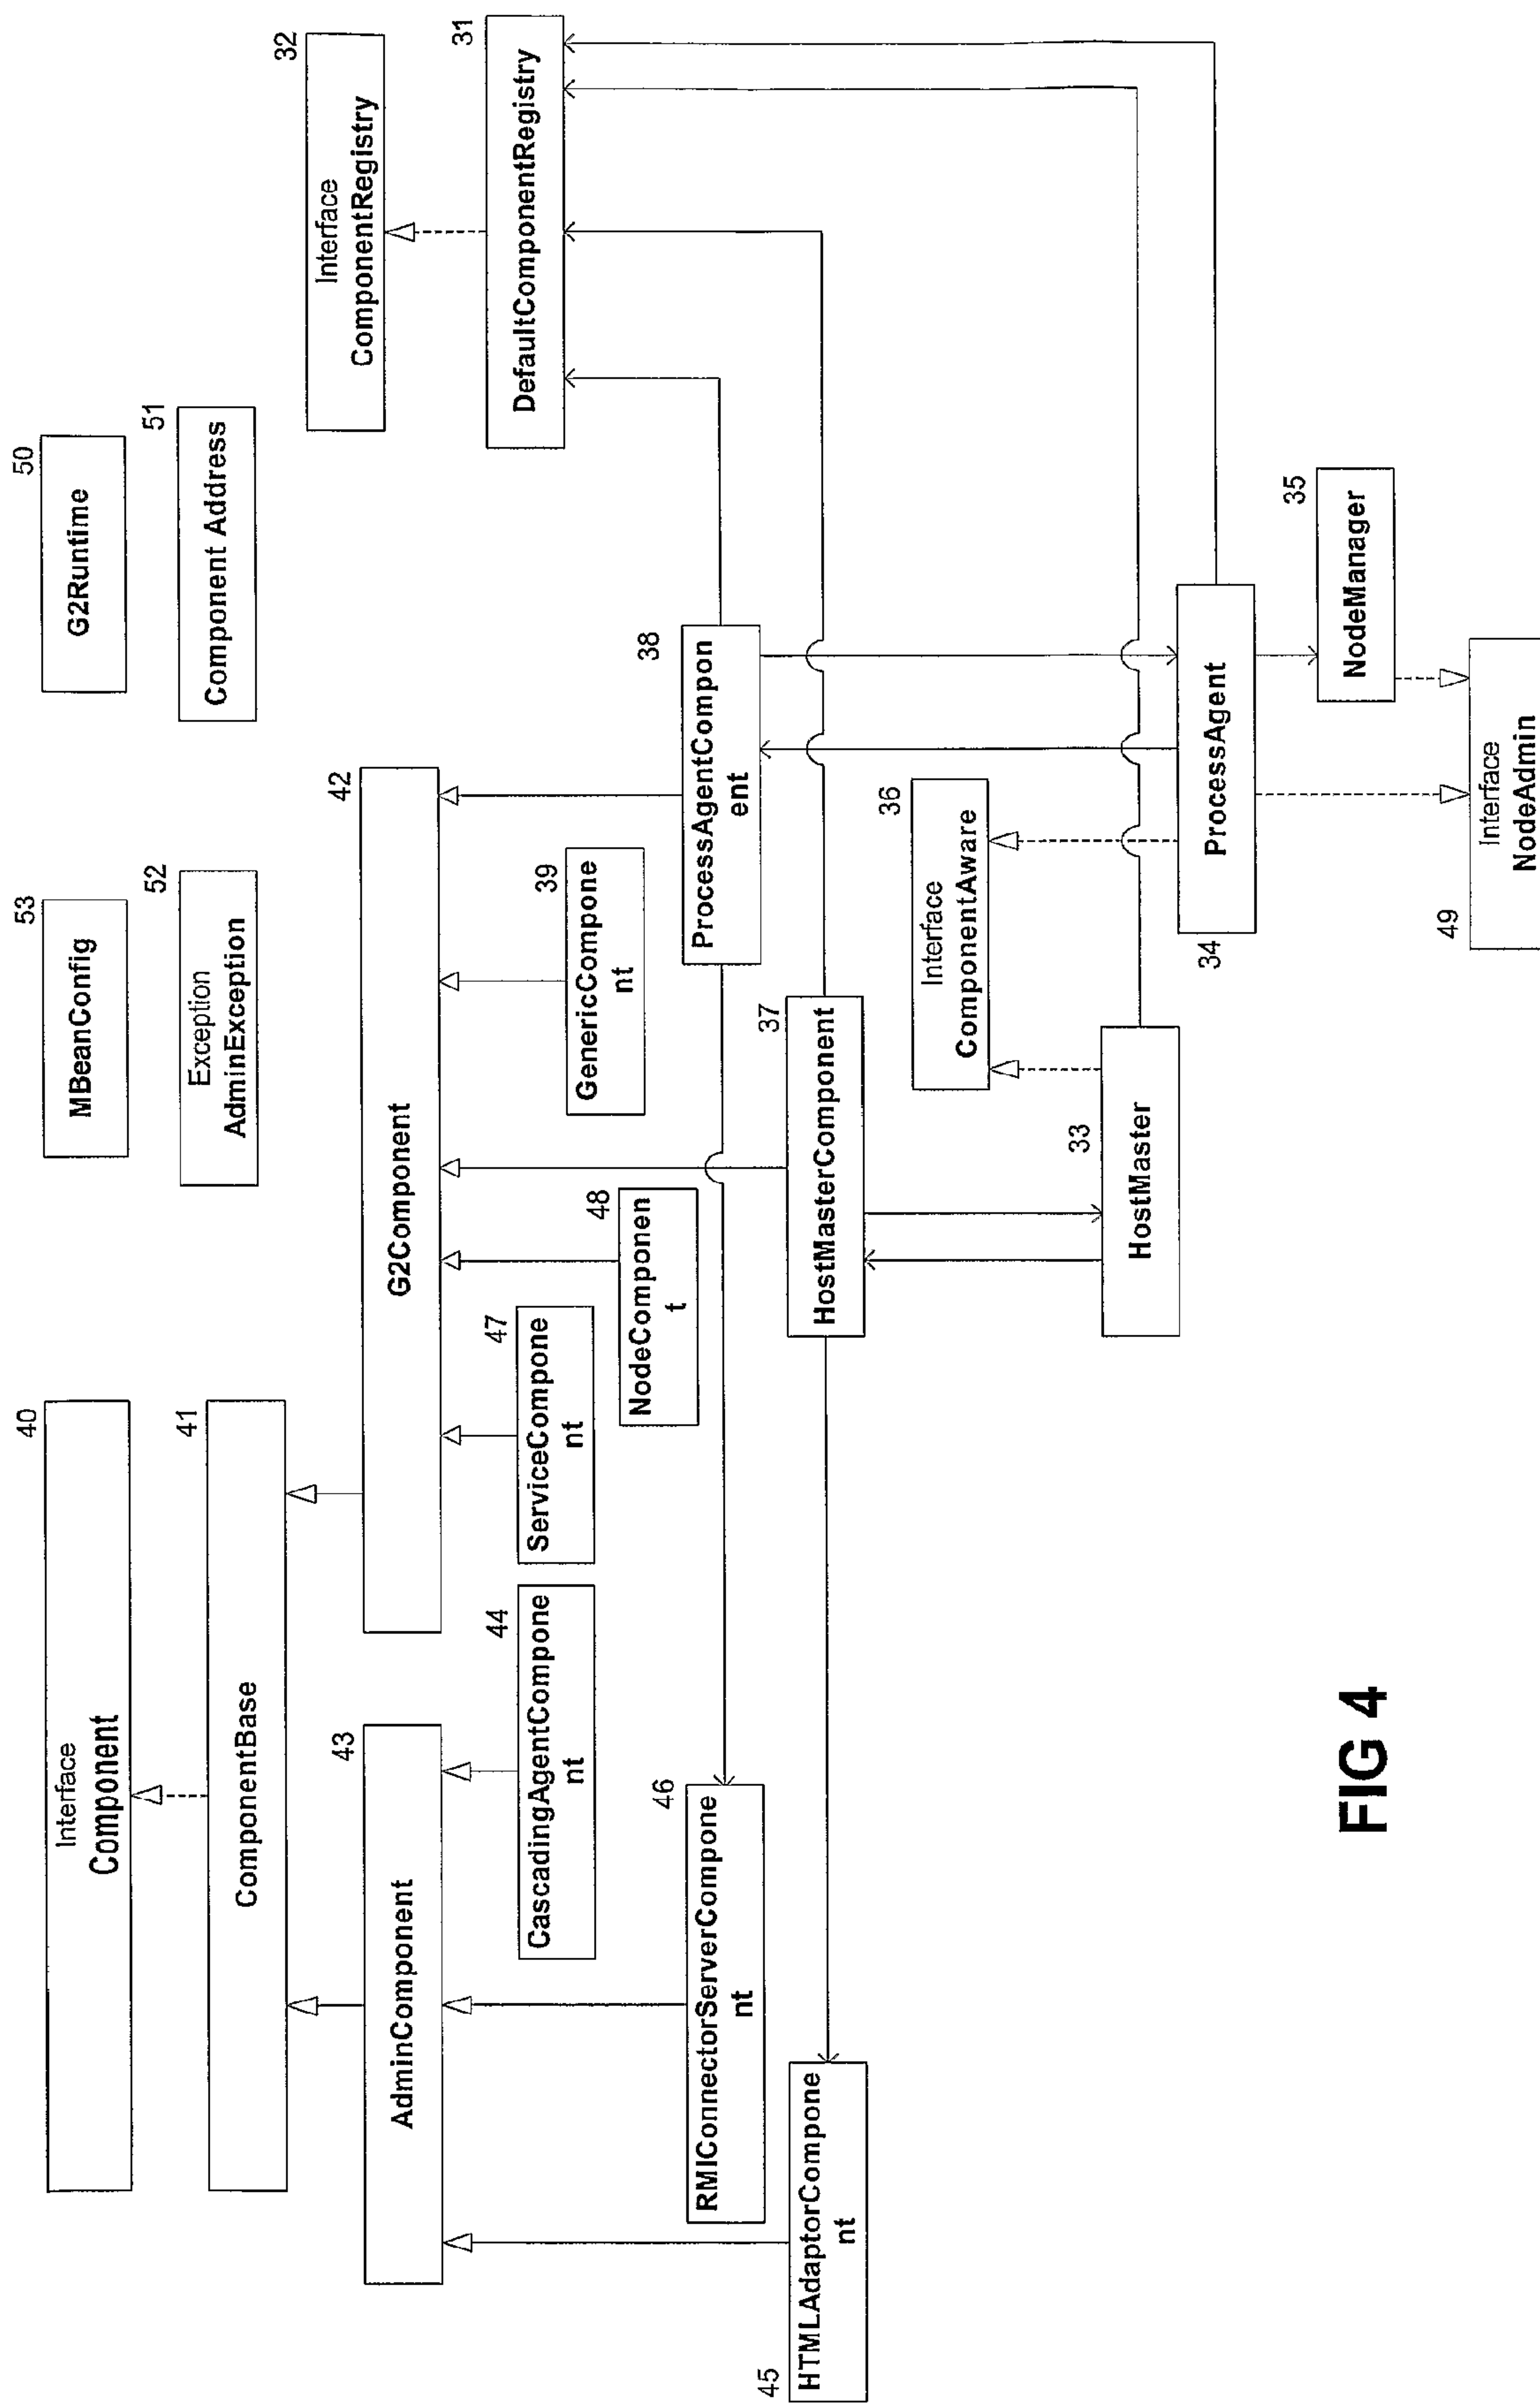 40
Interface
Component
53
MBeanConfig
50
G2Runtime
32
Interface
ComponentRegistry
41
ComponentBase
52
Exception
AdminException
51
Component Address
31
DefaultComponentRegistry
43
AdminComponent
42
G2Component
44
CascadingAgentCompone
nt
47
ServiceCompone
nt
39
GenericCompone
nt
48
NodeComponen
t
46
RMIConnectorServerCompone
nt
38
ProcessAgentCompon
ent
45
HTMLAdaptorCompone
nt
37
HostMasterComponent
36
Interface
ComponentAware
33
HostMaster
34
ProcessAgent
35
NodeManager
49
Interface
NodeAdmin
FIG 4